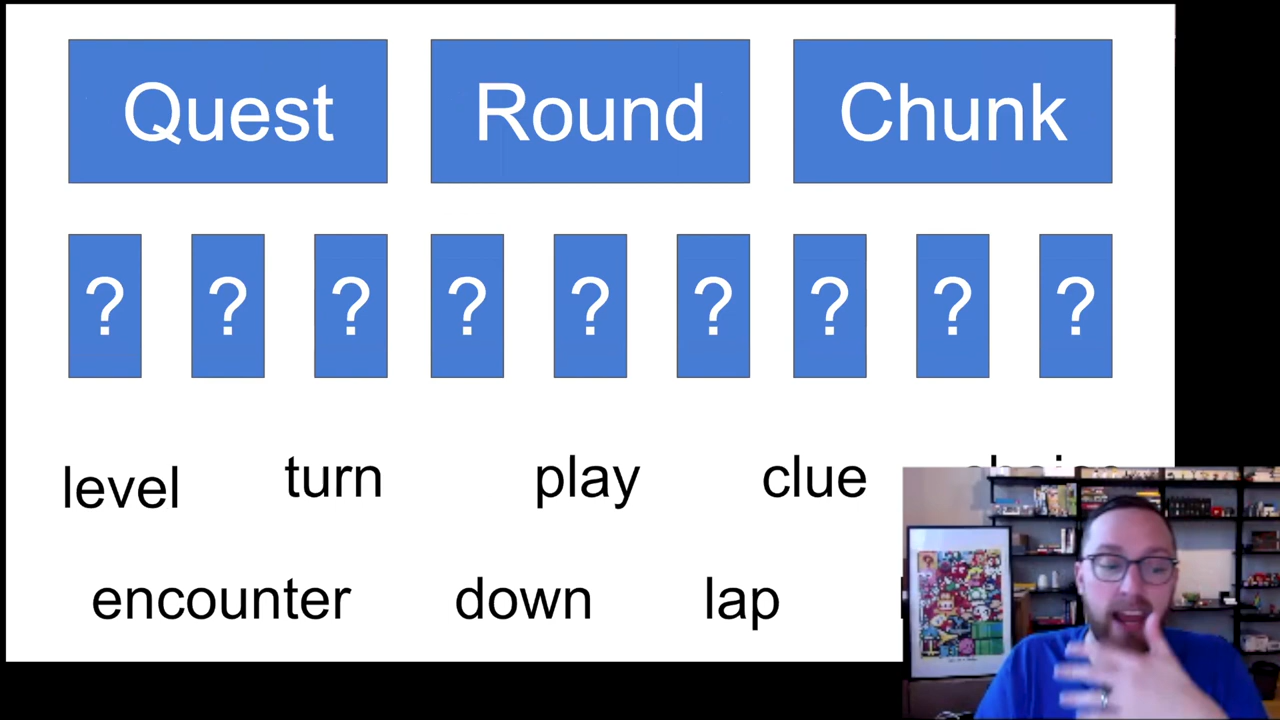 Quest Round Chunk
? ? ? ? ? ? ? ? ?
level turn play clue
encounter down lap